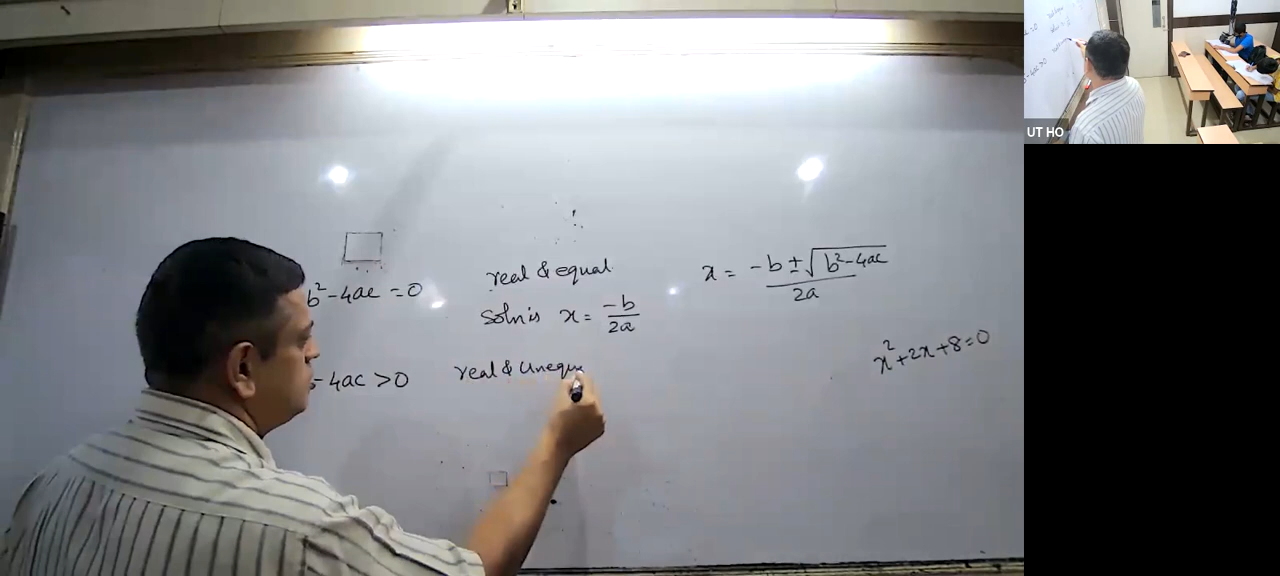 b² - 4ac = 0
real & equal
Soln is x = -b/2a
- 4ac > 0
real & Unequ
x = -b ± √b² - 4ac / 2a
x² + 2x + 8 = 0
UT HO